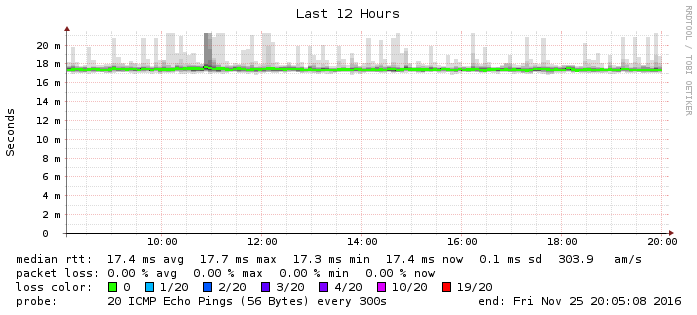 Last 12 Hours
RRDTOOL / TOBI OETIKER
Seconds
20 m
18 m
16 m
14 m
12 m
10 m
8 m
6 m
4 m
2 m
0
10:00 12:00 14:00 16:00 18:00 20:00
median rtt: 17.4 ms avg 17.7 ms max 17.3 ms min 17.4 ms now 0.1 ms sd 303.9 am/s
packet loss: 0.00 % avg 0.00 % max 0.00 % min 0.00 % now
loss color: 0 1/20 2/20 3/20 4/20 10/20 19/20
probe: 20 ICMP Echo Pings (56 Bytes) every 300s end: Fri Nov 25 20:05:08 2016